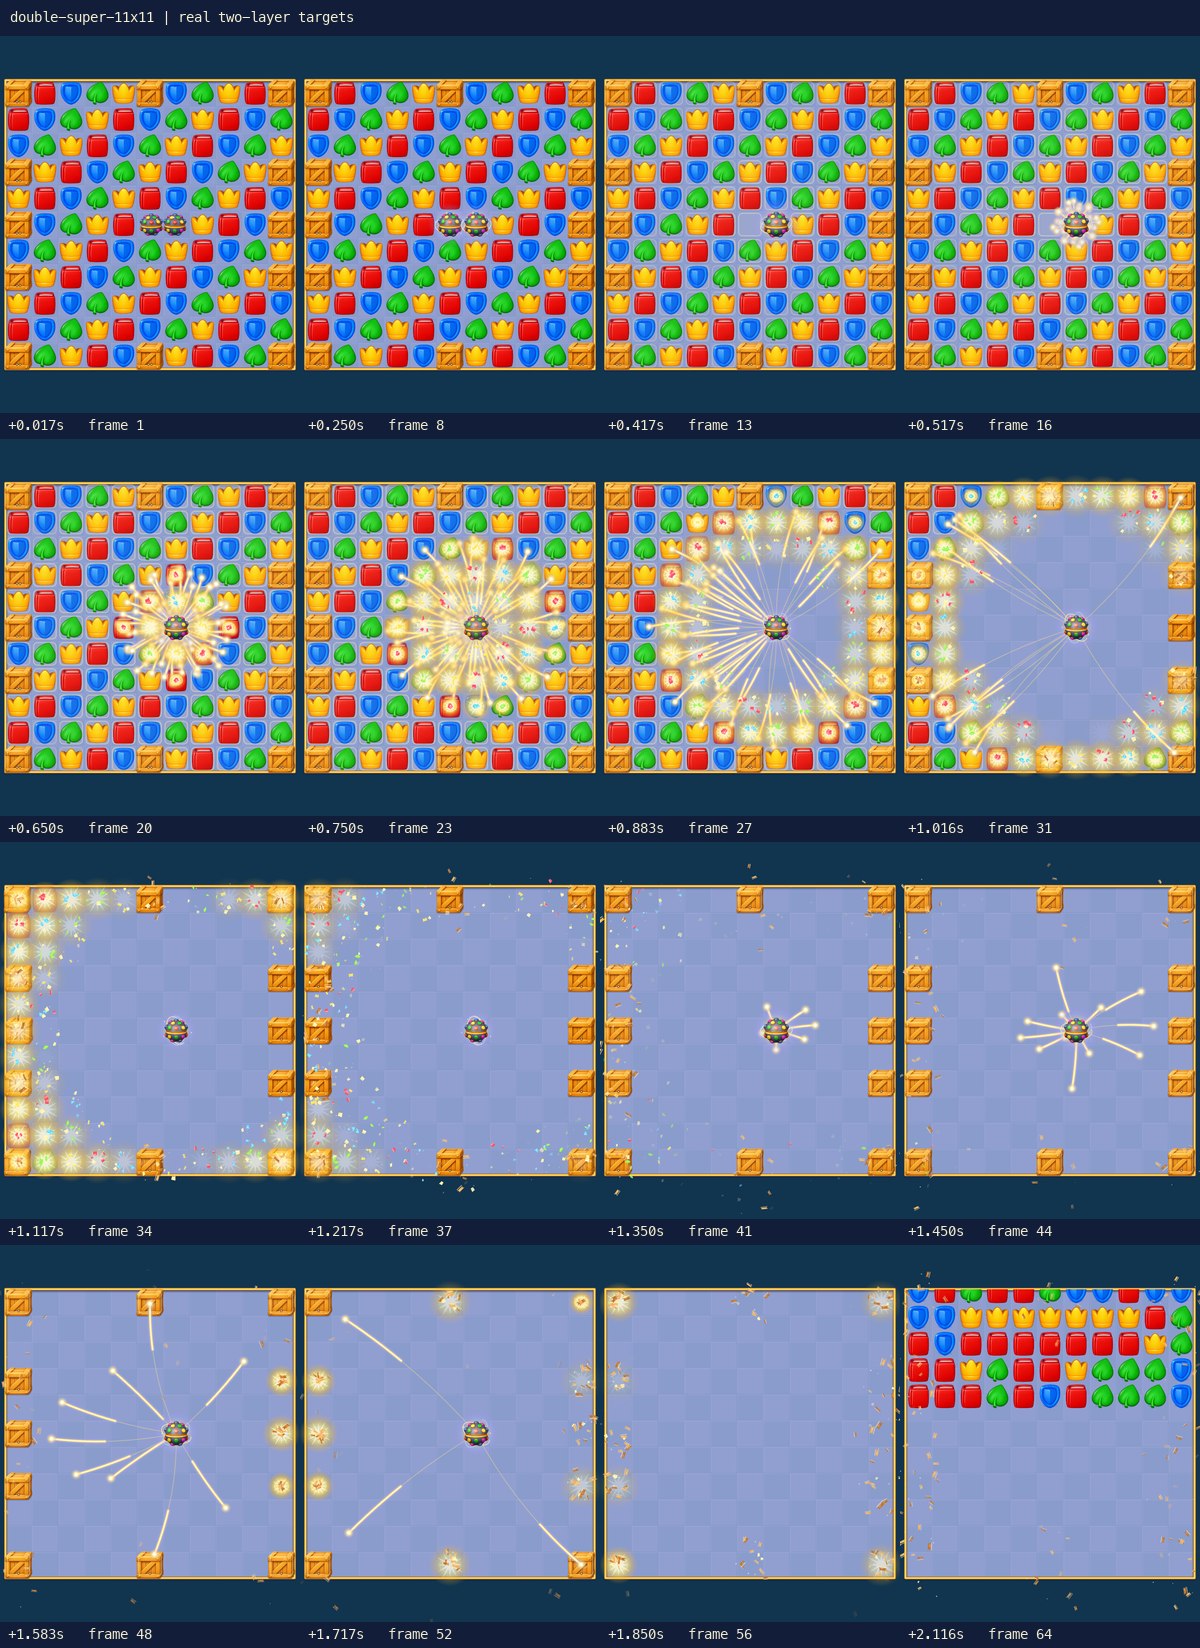 double-super-11x11 | real two-layer targets
+0.017s frame 1
+0.250s frame 8
+0.417s frame 13
+0.517s frame 16
+0.650s frame 20
+0.750s frame 23
+0.883s frame 27
+1.016s frame 31
+1.117s frame 34
+1.217s frame 37
+1.350s frame 41
+1.450s frame 44
+1.583s frame 48
+1.717s frame 52
+1.850s frame 56
+2.116s frame 64